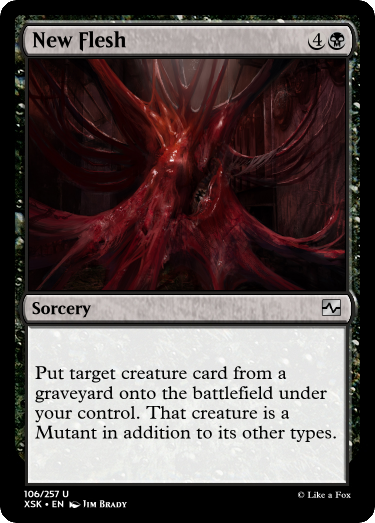 New Flesh 4
Sorcery
Put target creature card from a
graveyard onto the battlefield under
your control. That creature is a
Mutant in addition to its other types.
106/257 U
XSK • EN Jim Brady
© Like a Fox